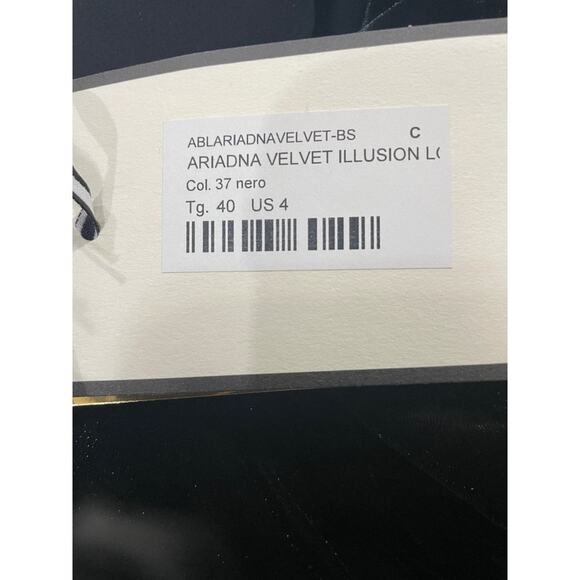 ABLARIADNAVELVET-BS C
ARIADNA VELVET ILLUSION
Col. 37 nero
Tg. 40 US 4